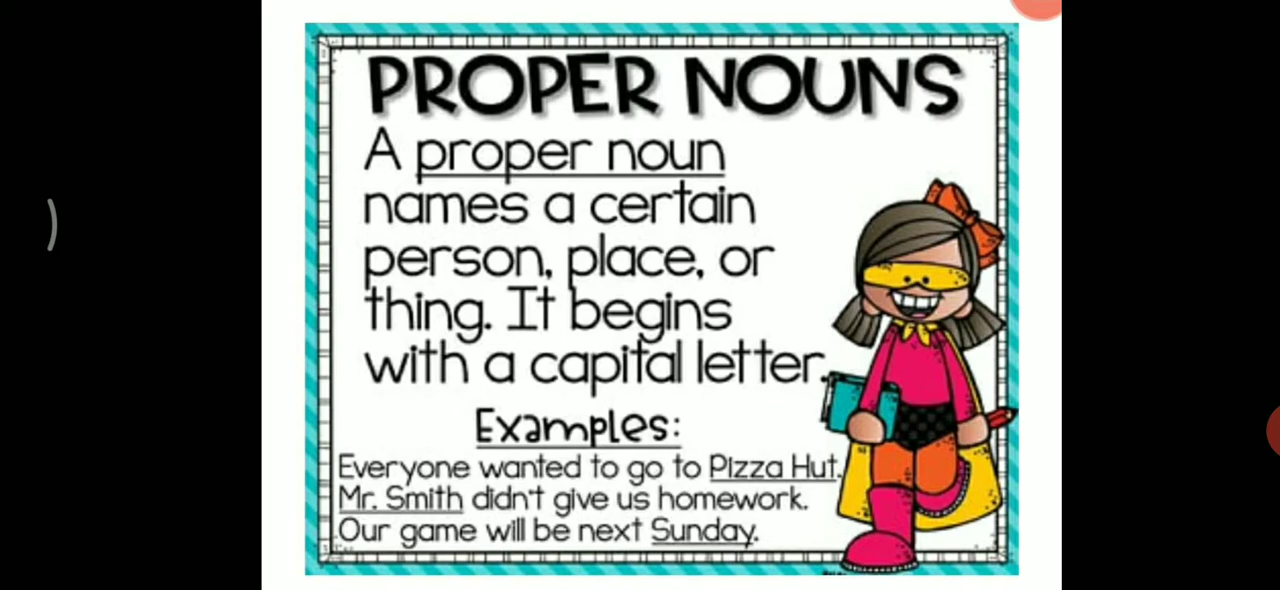 PROPER NOUNS
A proper noun
names a certain
person, place, or
thing. It begins
with a capital letter.
Examples:
Everyone wanted to go to Pizza Hut.
Mr. Smith didn't give us homework.
Our game will be next Sunday.